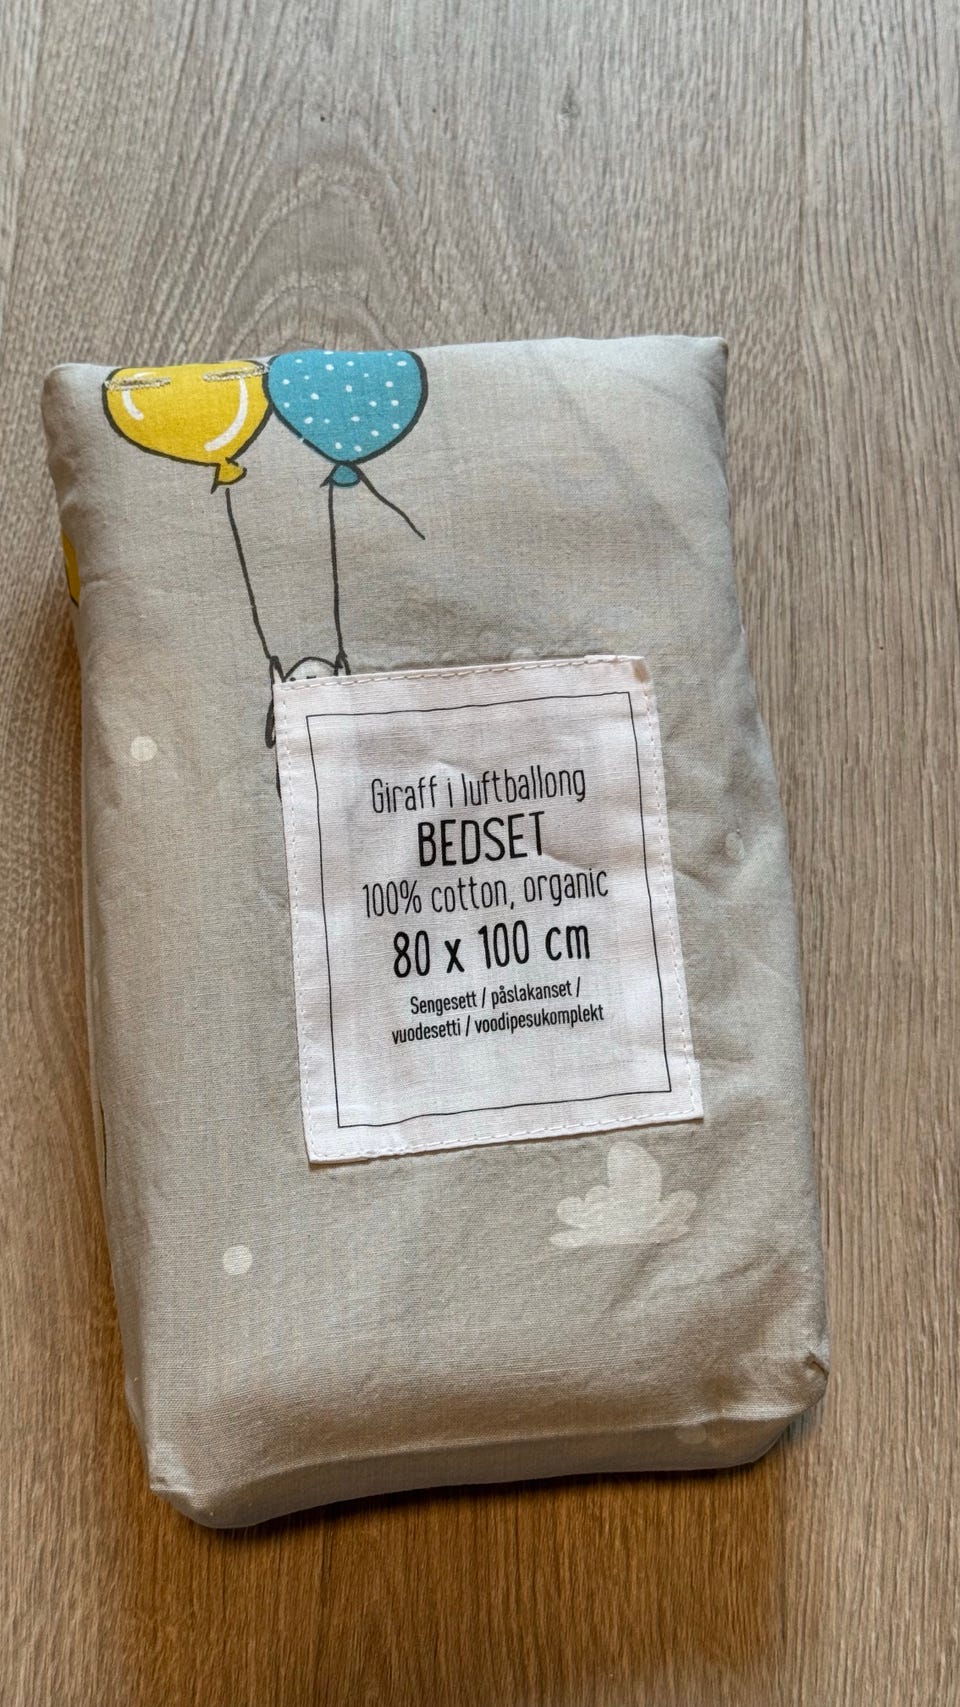 Giraff i luftballong
BEDSET
100% cotton, organic
80 x 100 cm
Sengesett / påslakanset /
vuodesetti / voodipesukomplekt